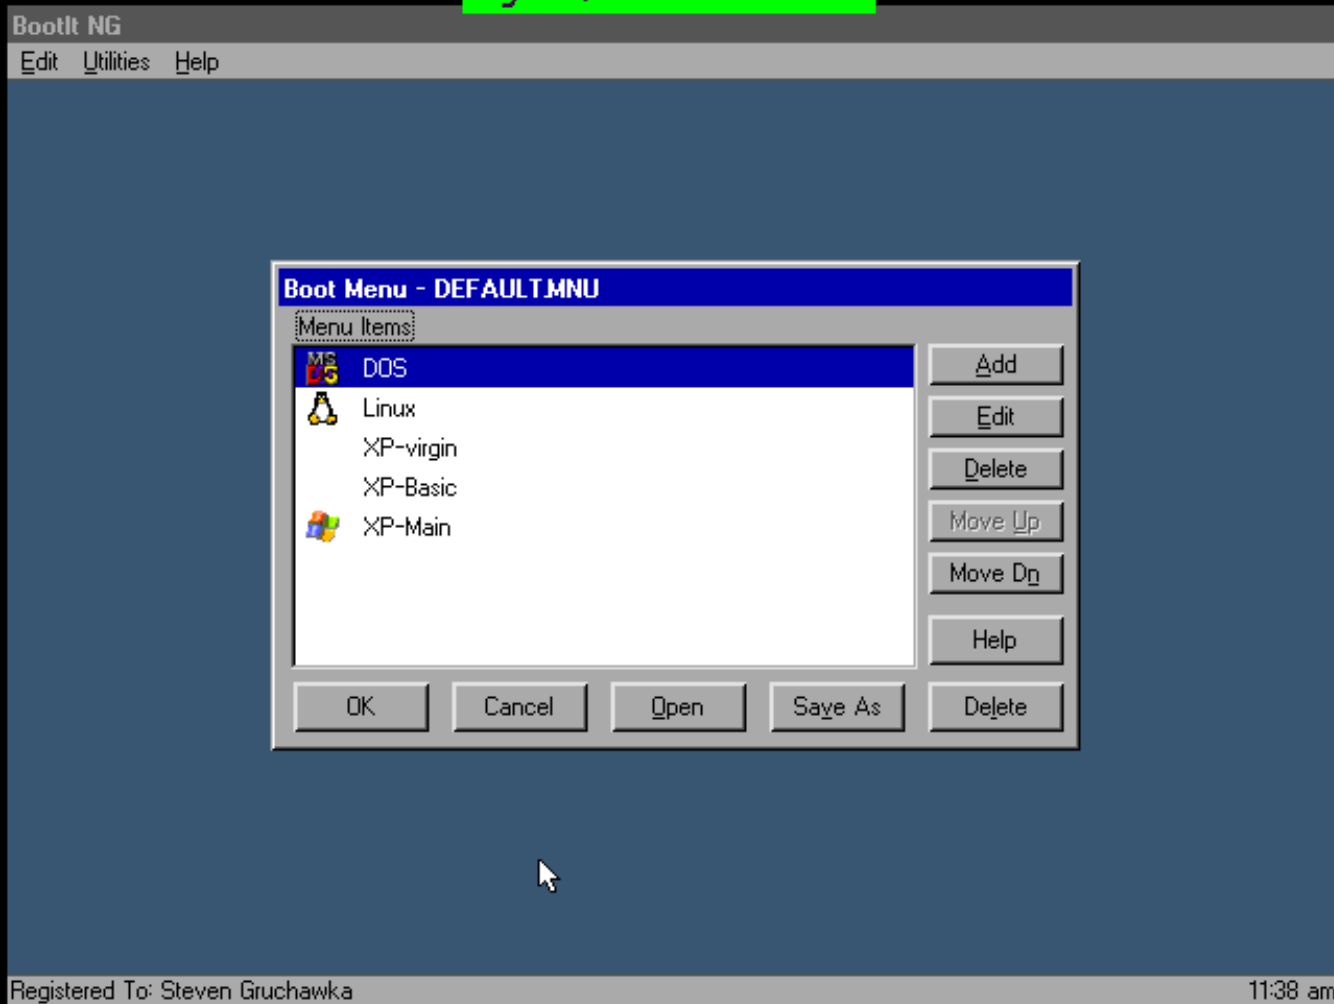 BootIt NG
Edit Utilities Help
Boot Menu - DEFAULT.MNU
Menu Items
MS DOS
DOS
Linux
XP-virgin
XP-Basic
XP-Main
Add
Edit
Delete
Move Up
Move Dn
Help
OK Cancel Open Save As Delete
Registered To: Steven Gruchawka 11:38 am